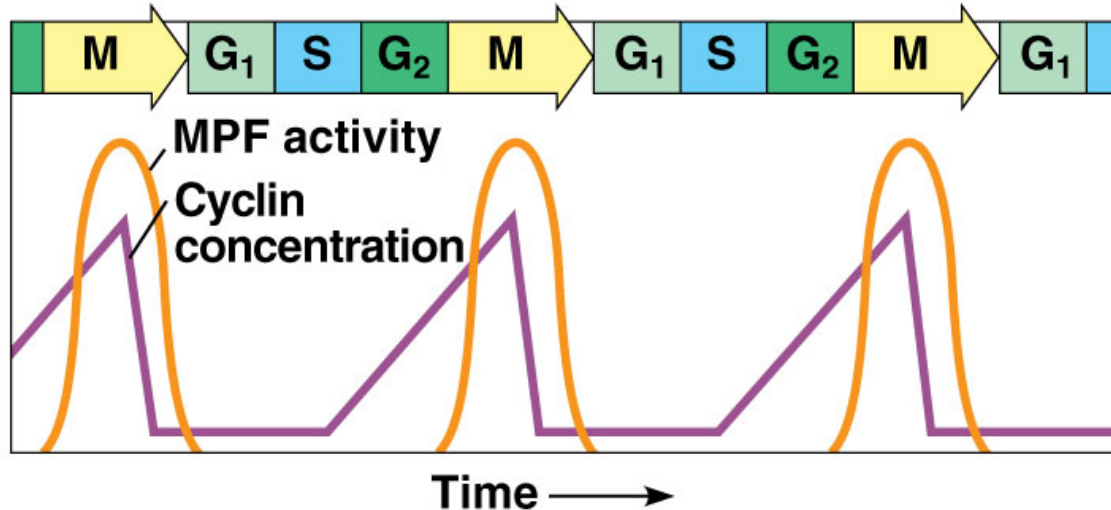 M G₁ S G₂ M G₁ S G₂ M G₁
MPF activity
Cyclin
concentration
Time